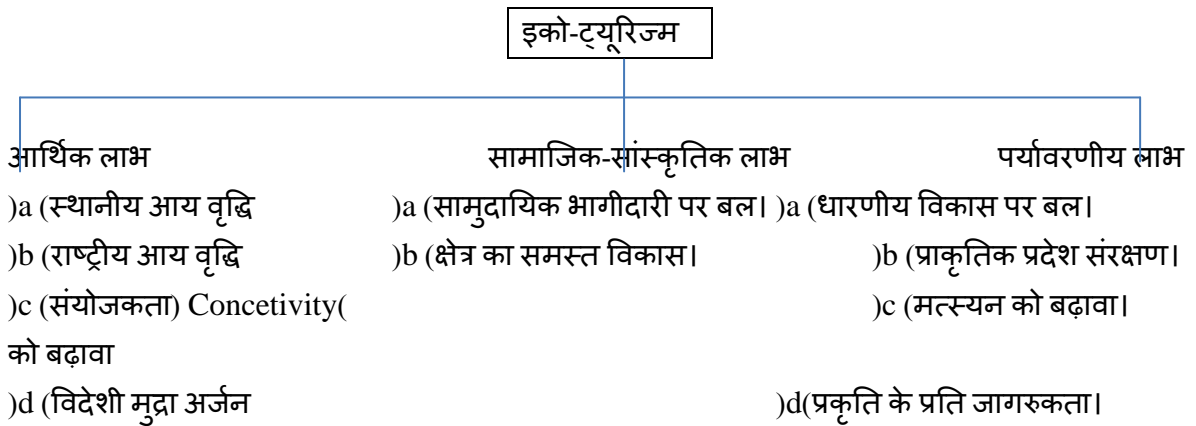 इको-ट्यूरिज्म
आर्थिक लाभ सामाजिक-सांस्कृतिक लाभ पर्यावरणीय लाभ
)a (स्थानीय आय वृद्धि )a (सामुदायिक भागीदारी पर बल। )a (धारणीय विकास पर बल।
)b (राष्ट्रीय आय वृद्धि )b (क्षेत्र का समस्त विकास। )b (प्राकृतिक प्रदेश संरक्षण।
)c (संयोजकता) Concetivity( )c (मत्स्यन को बढ़ावा।
को बढ़ावा
)d (विदेशी मुद्रा अर्जन )d(प्रकृति के प्रति जागरुकता।